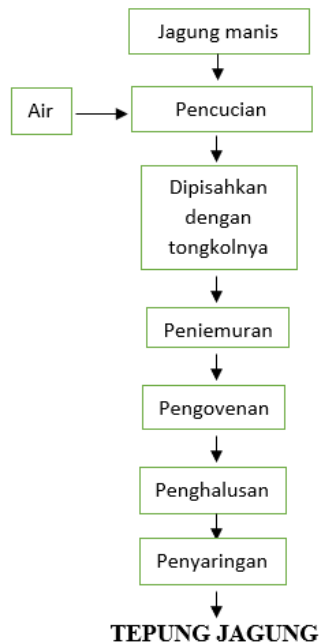 Jagung manis
Air
Pencucian
Dipisahkan
dengan
tongkolnya
Peniemuran
Pengovenan
Penghalusan
Penyaringan
TEPUNG JAGUNG